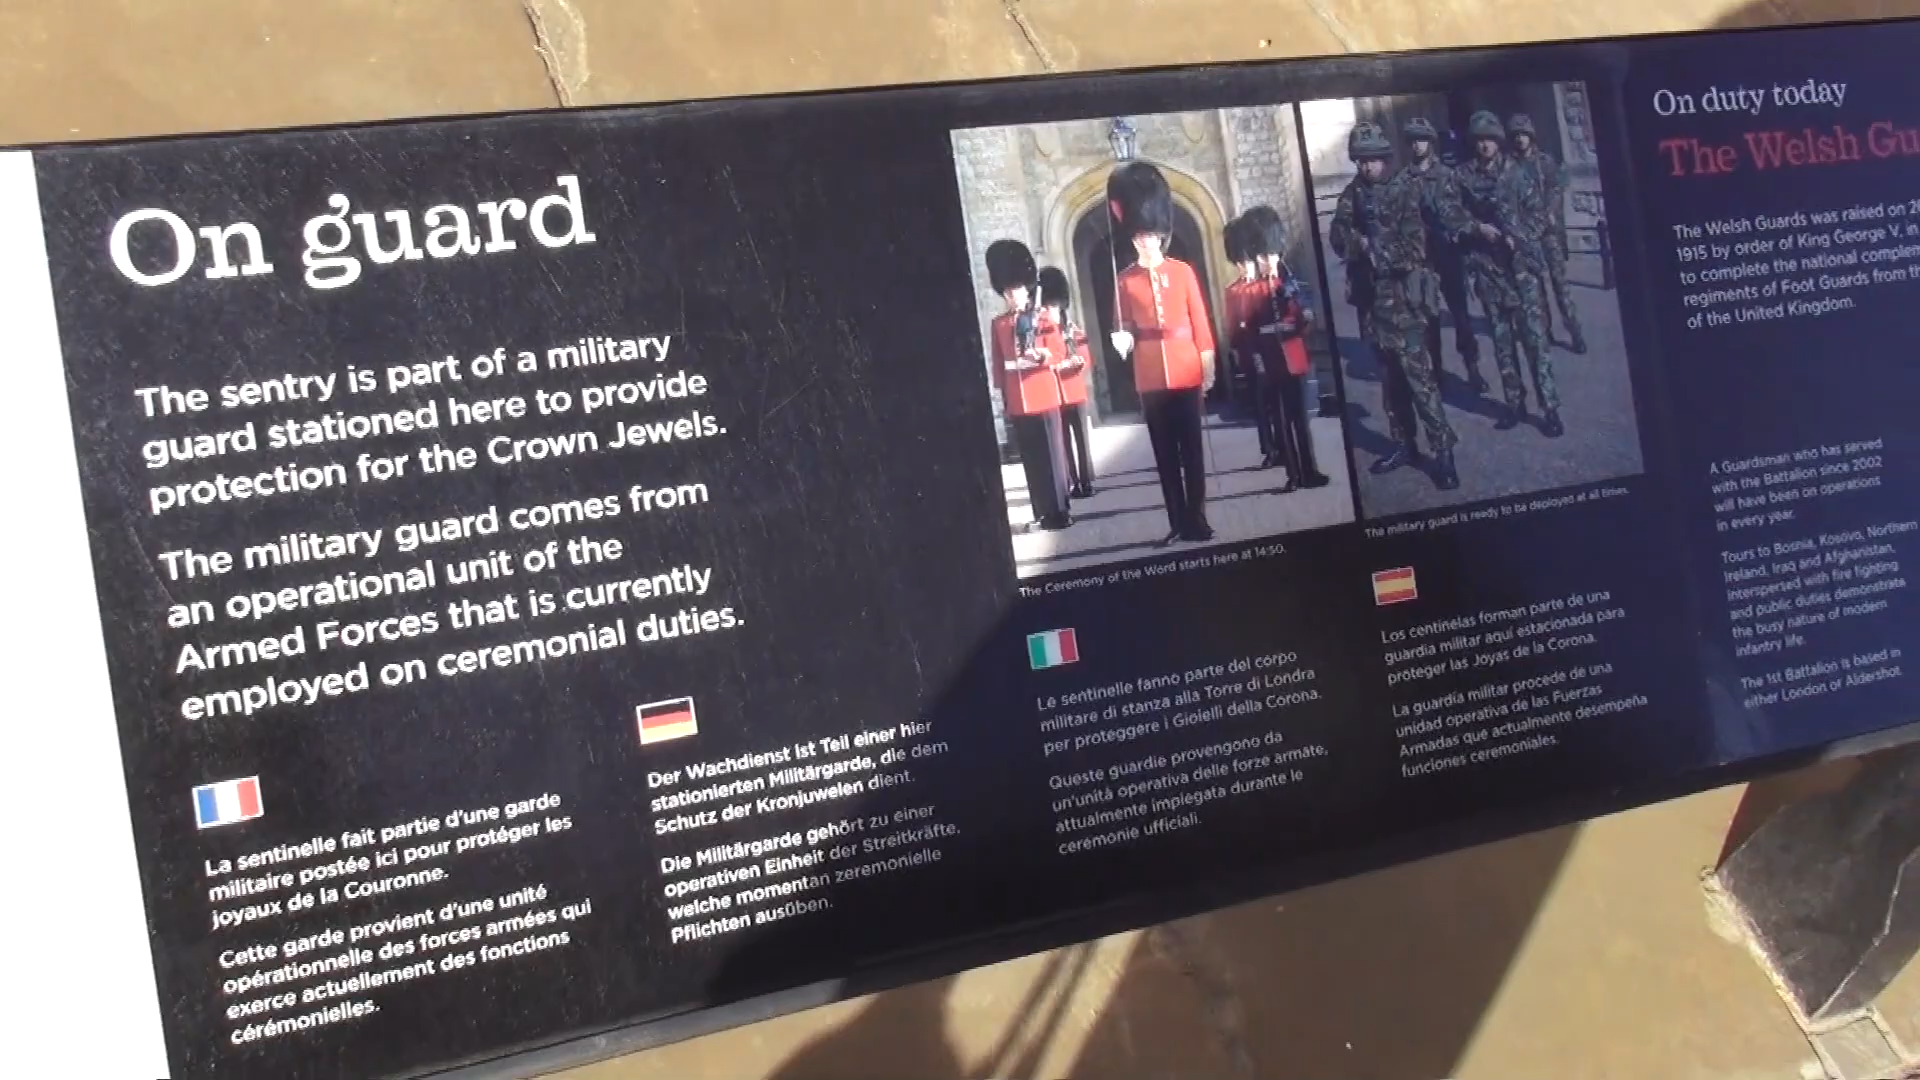 On guard
The sentry is part of a military
guard stationed here to provide
protection for the Crown Jewels.
The military guard comes from
an operational unit of the
Armed Forces that is currently
employed on ceremonial duties.
La sentinelle fait partie d'une garde
militaire postée ici pour protéger les
joyaux de la Couronne.
Cette garde provient d'une unité
opérationnelle des forces armées qui
exerce actuellement des fonctions
cérémonielles.
Der Wachdienst ist Teil einer hier
stationierten Militärgarde, die dem
Schutz der Kronjuwelen dient.
Die Militärgarde gehört zu einer
operativen Einheit der Streitkräfte,
welche momentan zeremonielle
Pflichten ausüben.
The Ceremony of the Word starts here at 14:50.
Le sentinelle fanno parte del corpo
militare di stanza alla Torre di Londra
per proteggere i Gioielli della Corona.
Queste guardie provengono da
un'unità operativa delle forze armate,
attualmente impiegata durante le
ceremonie ufficiali.
The military guard is ready to be deployed at all times.
Los centinelas forman parte de una
guardia militar aquí estacionada para
proteger las Joyas de la Corona.
La guardia militar procede de una
unidad operativa de las Fuerzas
Armadas que actualmente desempeña
funciones ceremoniales.
On duty today
The Welsh Gu
The Welsh Guards was raised on 2
1915 by order of King George V, in
to complete the national complem
regiments of Foot Guards from th
of the United Kingdom.
A Guardsman who has served
with the Battalion since 2002
will have been on operations
in every year.
Tours to Bosnia, Kosovo, Northern
Ireland, Iraq and Afghanistan,
interspersed with fire fighting
and public duties demonstrate
the busy nature of modern
infantry life.
The 1st Battalion is based in
either London or Aldershot.